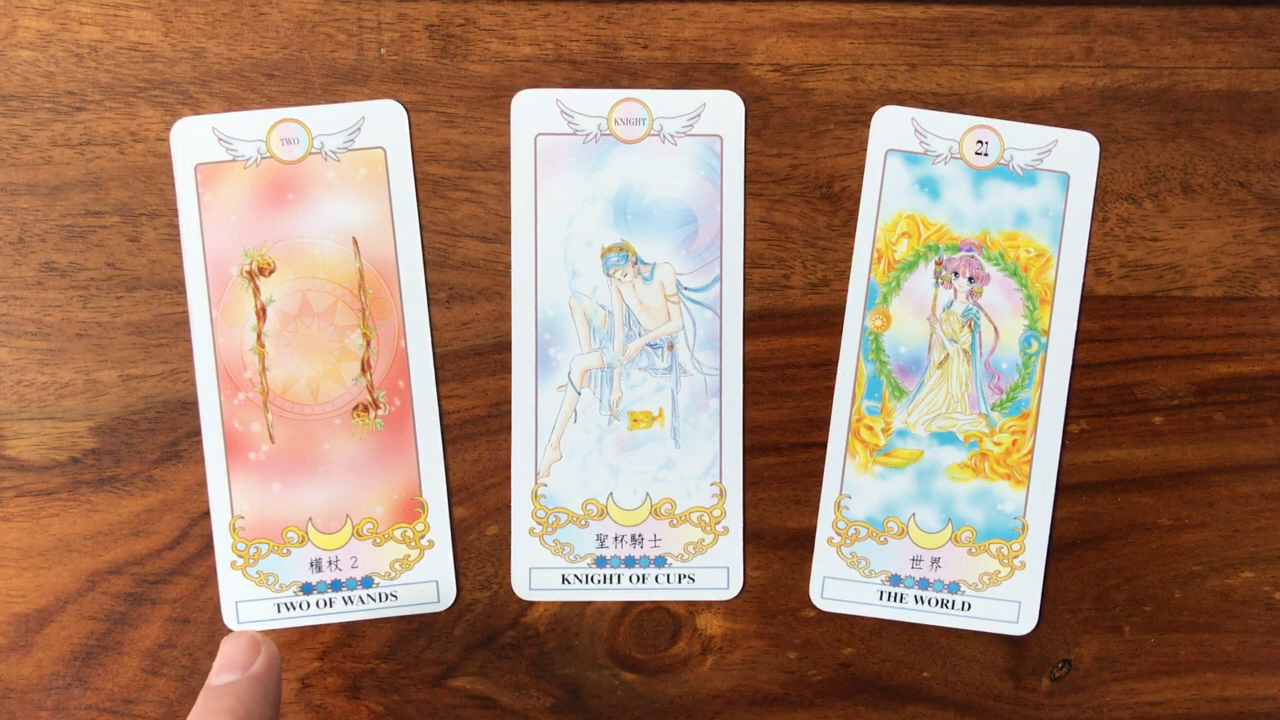 TWO
權杖 2
TWO OF WANDS
KNIGHT
聖杯騎士
KNIGHT OF CUPS
21
世界
THE WORLD